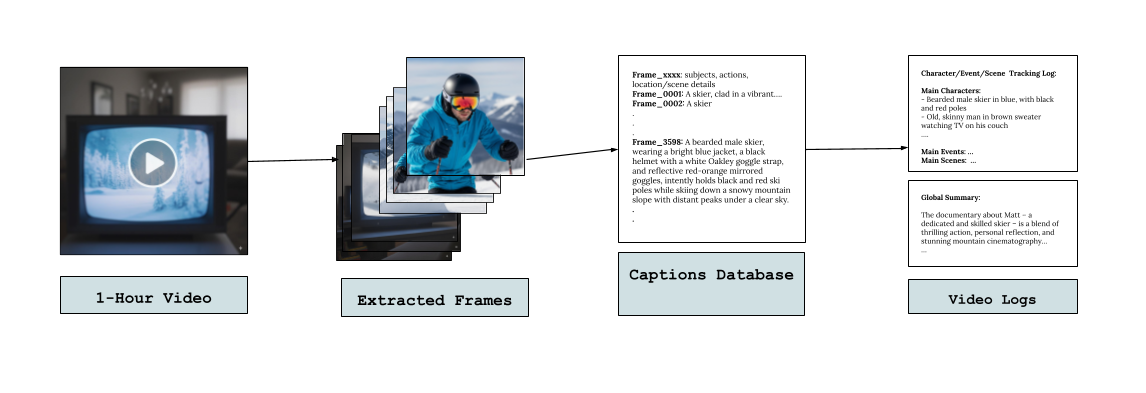 Frame_xxxx: subjects, actions,
location/scene details
Frame_0001: A skier, clad in a vibrant....
Frame_0002: A skier
.
.
.
Frame_3598: A bearded male skier,
wearing a bright blue jacket, a black
helmet with a white Oakley goggle strap,
and reflective red-orange mirrored
goggles, intently holds black and red ski
poles while skiing down a snowy mountain
slope with distant peaks under a clear sky.
.
.
Character/Event/Scene Tracking Log:
Main Characters:
- Bearded male skier in blue, with black
and red poles
- Old, skinny man in brown sweater
watching TV on his couch
....
Main Events: ...
Main Scenes: ...
Global Summary:
The documentary about Matt – a
dedicated and skilled skier – is a blend of
thrilling action, personal reflection, and
stunning mountain cinematography...
...
1-Hour Video
Extracted Frames
Captions Database
Video Logs